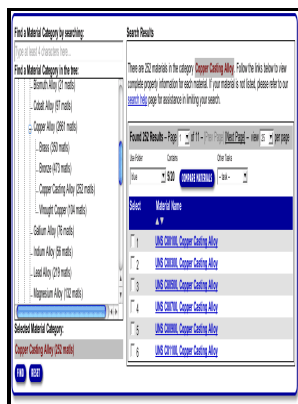 Find a Material Category by searching:
Type at least 4 characters here...
Find a Material Category in the tree:
Bismuth Alloy (21 matls)
Cobalt Alloy (97 matls)
Copper Alloy (2661 matls)
Brass (360 matls)
Bronze (473 matls)
Copper Casting Alloy (252 matls)
Wrought Copper (104 matls)
Gallium Alloy (76 matls)
Indium Alloy (56 matls)
Lead Alloy (219 matls)
Magnesium Alloy (132 matls)
Selected Material Category:
Copper Casting Alloy (252 matls)
FIND RESET
Search Results
There are 252 materials in the category Copper Casting Alloy. Follow the links below to view
complete property information for each material. If your material is not listed, please refer to our
search help page for assistance in limiting your search.
Found 252 Results -- Page 1 of 11 -- [Prev Page] [Next Page] -- view 25 per page
Use Folder Contains Other Tasks
true 5/20 COMPARE MATERIALS -- task --
Select Material Name
1 UNS C80100, Copper Casting Alloy
2 UNS C80300, Copper Casting Alloy
3 UNS C80500, Copper Casting Alloy
4 UNS C80700, Copper Casting Alloy
5 UNS C80900, Copper Casting Alloy
6 UNS C81100, Copper Casting Alloy